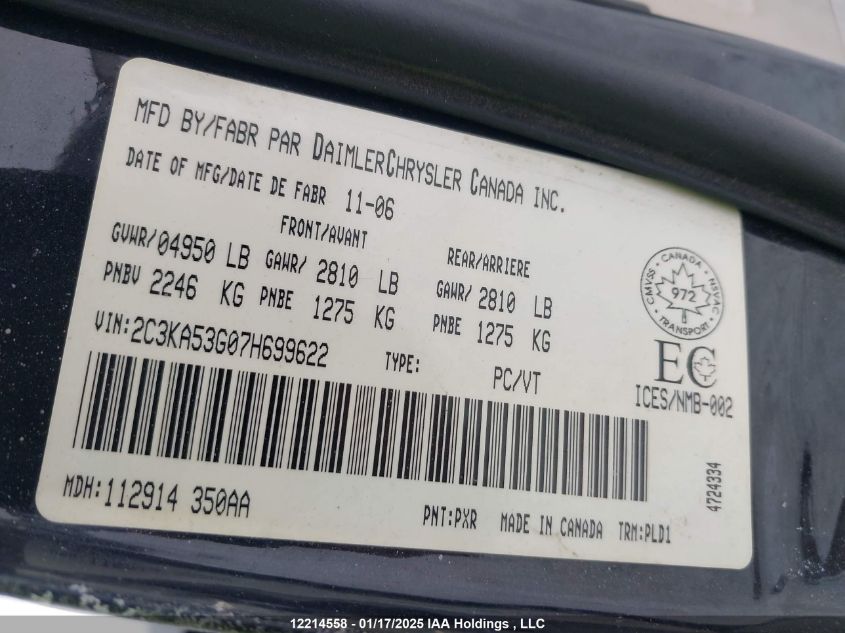 MFD BY/FABR PAR DAIMLERCHRYSLER CANADA INC.
DATE OF MFG/DATE DE FABR 11-06
FRONT/AVANT
REAR/ARRIERE
GVWR/04950 LB GAWR/ 2810 LB GAWR/ 2810 LB
PNBV 2246 KG PNBE 1275 KG PNBE 1275 KG
VIN:2C3KA53G07H699622 TYPE: PC/VT
CANADA
CMVSS 972 NSVAC
TRANSPORT
EC
ICES/NMB-002
4724334
MDH:112914 350AA PNT:PXR MADE IN CANADA TRM:PLD1
12214558 - 01/17/2025 IAA Holdings , LLC